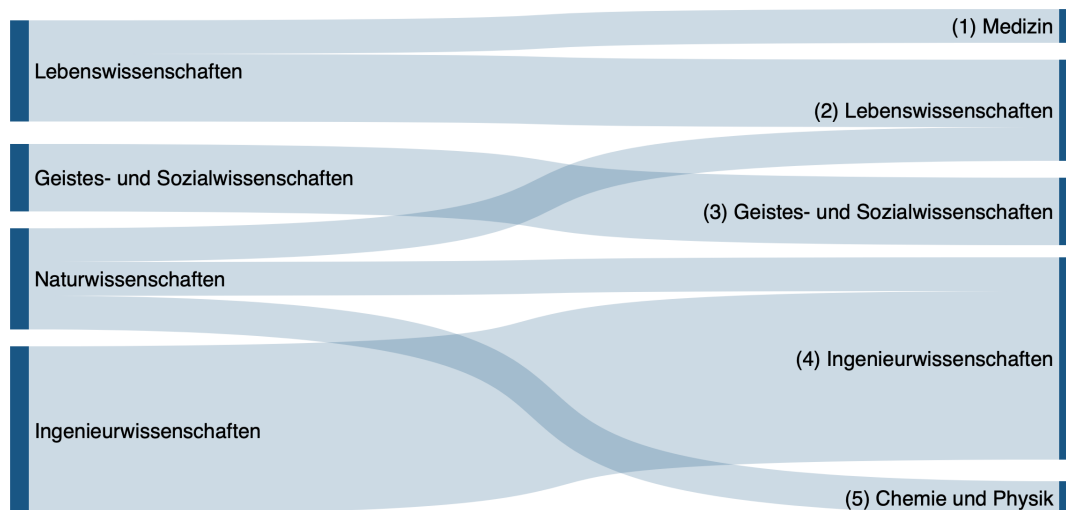 (1) Medizin
Lebenswissenschaften
(2) Lebenswissenschaften
Geistes- und Sozialwissenschaften
(3) Geistes- und Sozialwissenschaften
Naturwissenschaften
(4) Ingenieurwissenschaften
Ingenieurwissenschaften
(5) Chemie und Physik